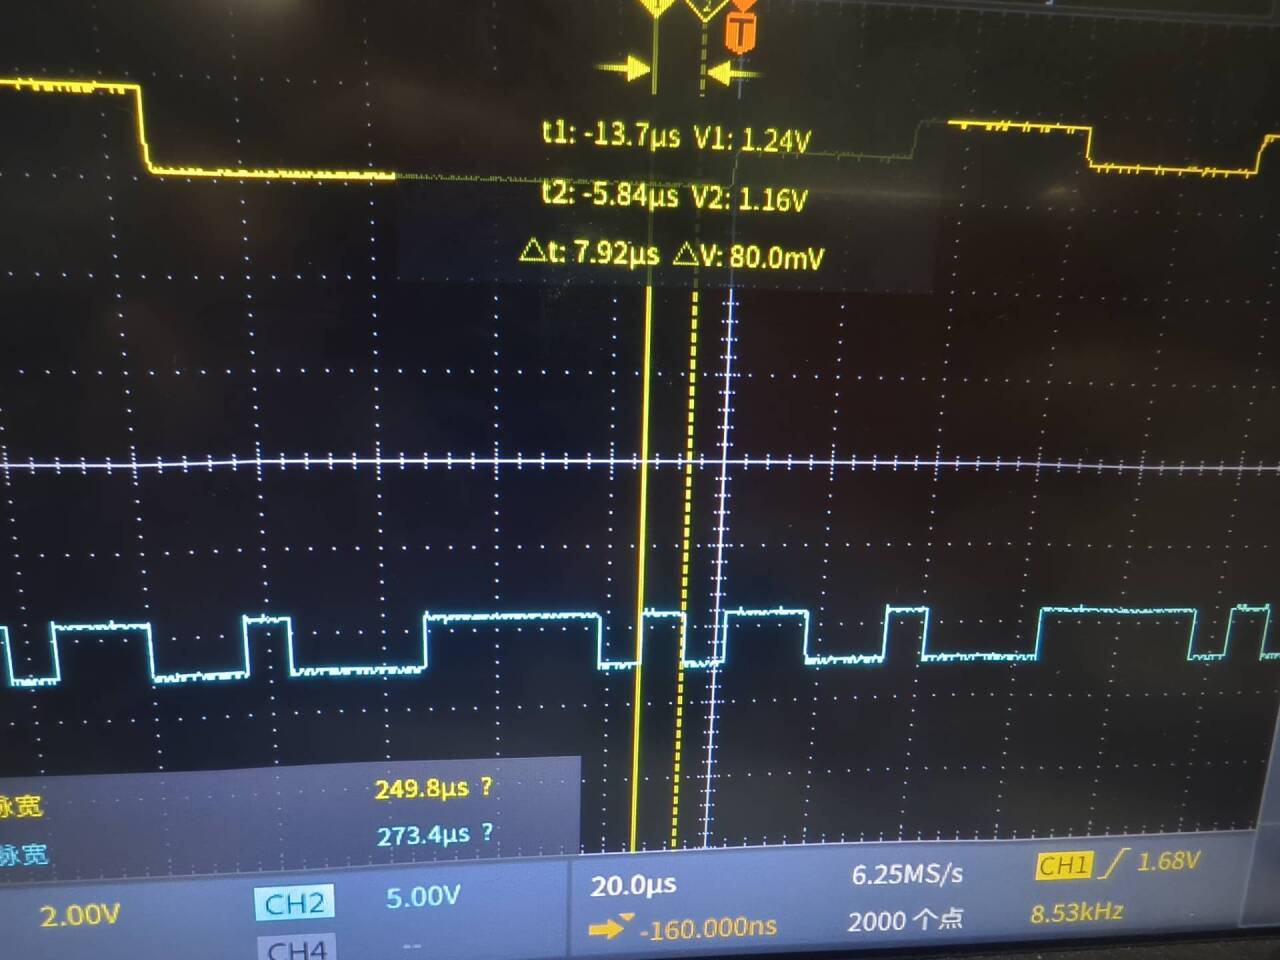 T
t1: -13.7µs V1: 1.24V
t2: -5.84µs V2: 1.16V
△t: 7.92µs △V: 80.0mV
脉宽 249.8µs ?
脉宽 273.4µs ?
2.00V CH2 5.00V 20.0µs 6.25MS/s CH1 1.68V
CH4 -- -160.000ns 2000 个点 8.53kHz